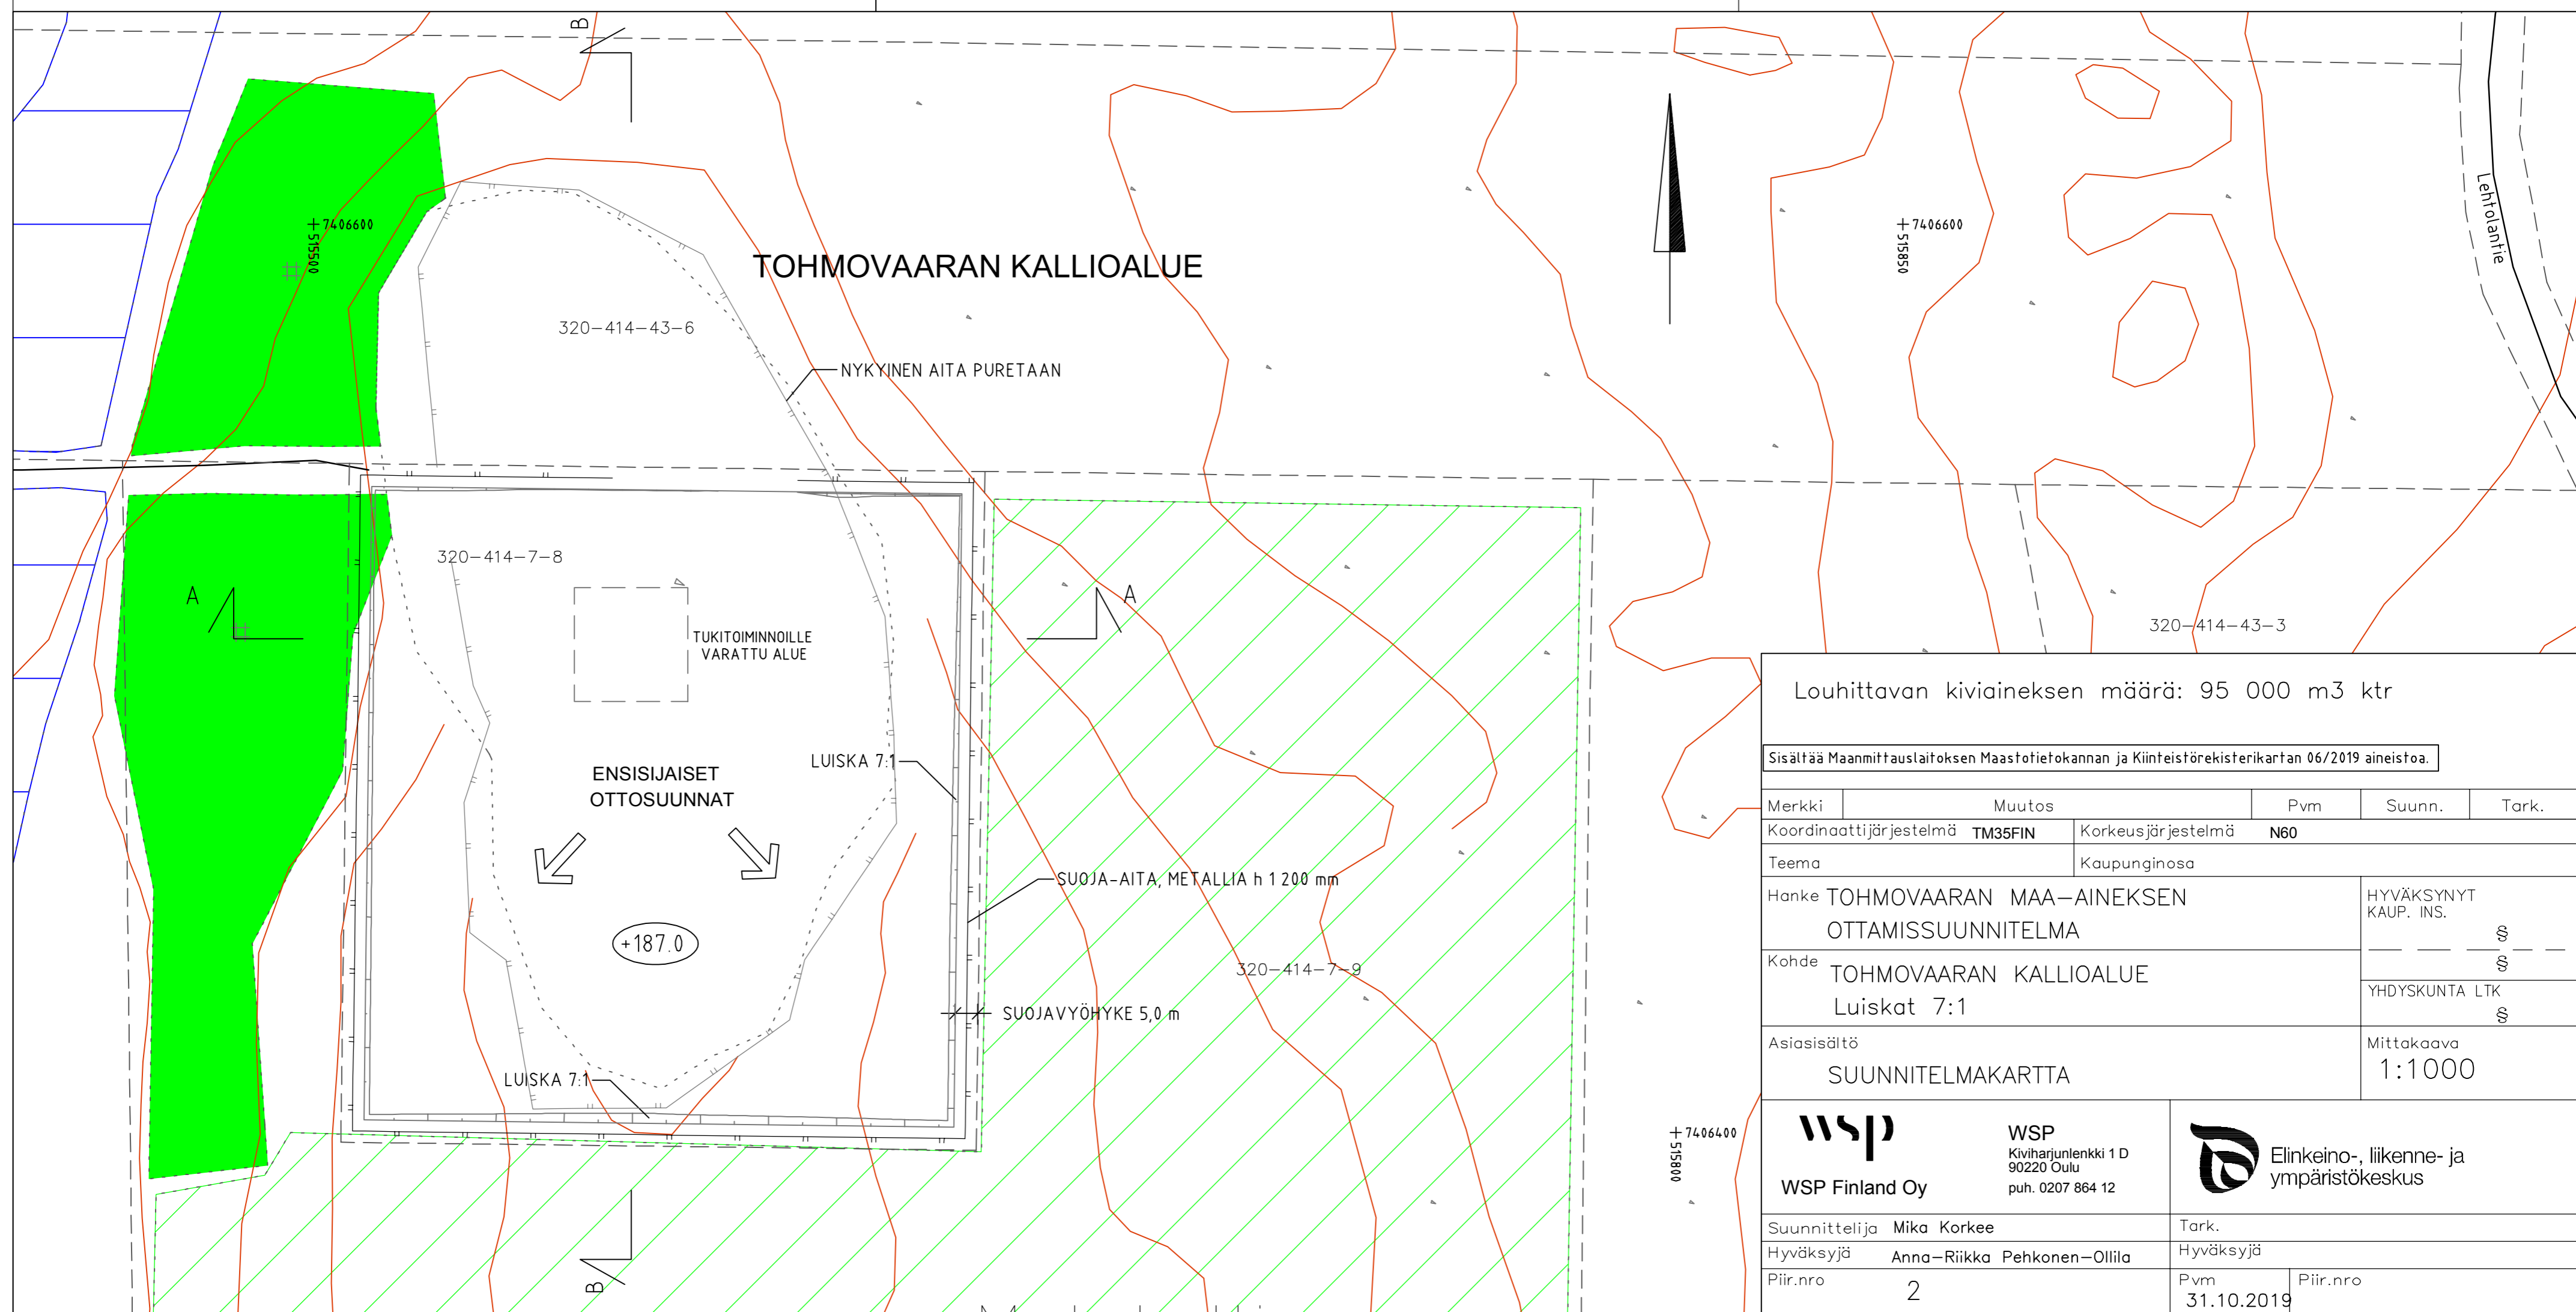 B
Lehtolantie
+7406600
+515500
+7406600
+515850
TOHMOVAARAN KALLIOALUE
320-414-43-6
NYKYINEN AITA PURETAAN
320-414-7-8
A
A
TUKITOIMINNOILLE
VARATTU ALUE
320-414-43-3
LUISKA 7:1
ENSISIJAISET
OTTOSUUNNAT
SUOJA-AITA, METALLIA h 1 200 mm
+187.0
320-414-7-9
SUOJAVYÖHYKE 5,0 m
LUISKA 7:1
+7406400
+515800
B
Louhittavan kiviaineksen määrä: 95 000 m3 ktr
Sisältää Maanmittauslaitoksen Maastotietokannan ja Kiinteistörekisterikartan 06/2019 aineistoa.
Merkki Muutos Pvm Suunn. Tark.
Koordinaattijärjestelmä TM35FIN Korkeusjärjestelmä N60
Teema Kaupunginosa
Hanke TOHMOVAARAN MAA-AINEKSEN
OTTAMISSUUNNITELMA
HYVÄKSYNYT
KAUP. INS.
§
§
Kohde TOHMOVAARAN KALLIOALUE
Luiskat 7:1
YHDYSKUNTA LTK
§
Asiasisältö
SUUNNITELMAKARTTA
Mittakaava
1:1000
wsp
WSP Finland Oy
WSP
Kiviharjunlenkki 1 D
90220 Oulu
puh. 0207 864 12
Elinkeino-, liikenne- ja
ympäristökeskus
Suunnittelija Mika Korkee Tark.
Hyväksyjä Anna-Riikka Pehkonen-Ollila Hyväksyjä
Piir.nro 2
Pvm 31.10.2019
Piir.nro